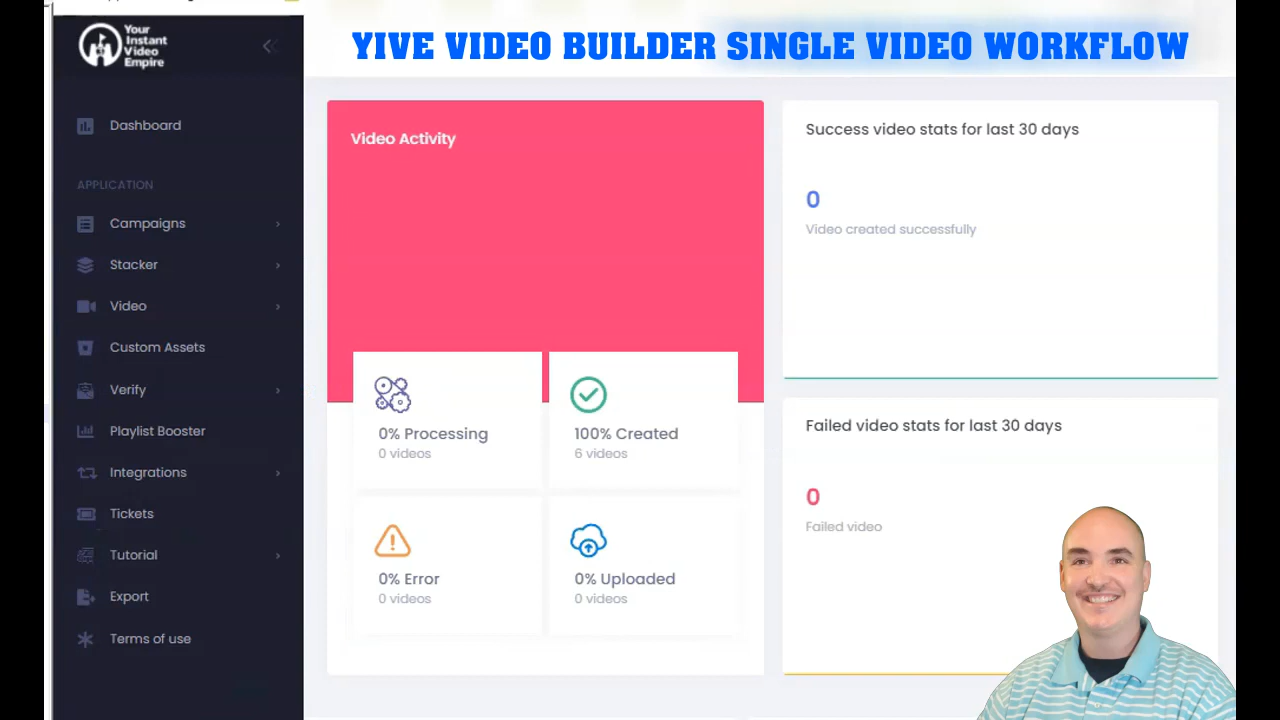 Your
Instant
Video
Empire
YIVE VIDEO BUILDER SINGLE VIDEO WORKFLOW
Dashboard
APPLICATION
Campaigns
Stacker
Video
Custom Assets
Verify
Playlist Booster
Integrations
Tickets
Tutorial
Export
Terms of use
Video Activity
0% Processing
0 videos
100% Created
6 videos
0% Error
0 videos
0% Uploaded
0 videos
Success video stats for last 30 days
0
Video created successfully
Failed video stats for last 30 days
0
Failed video